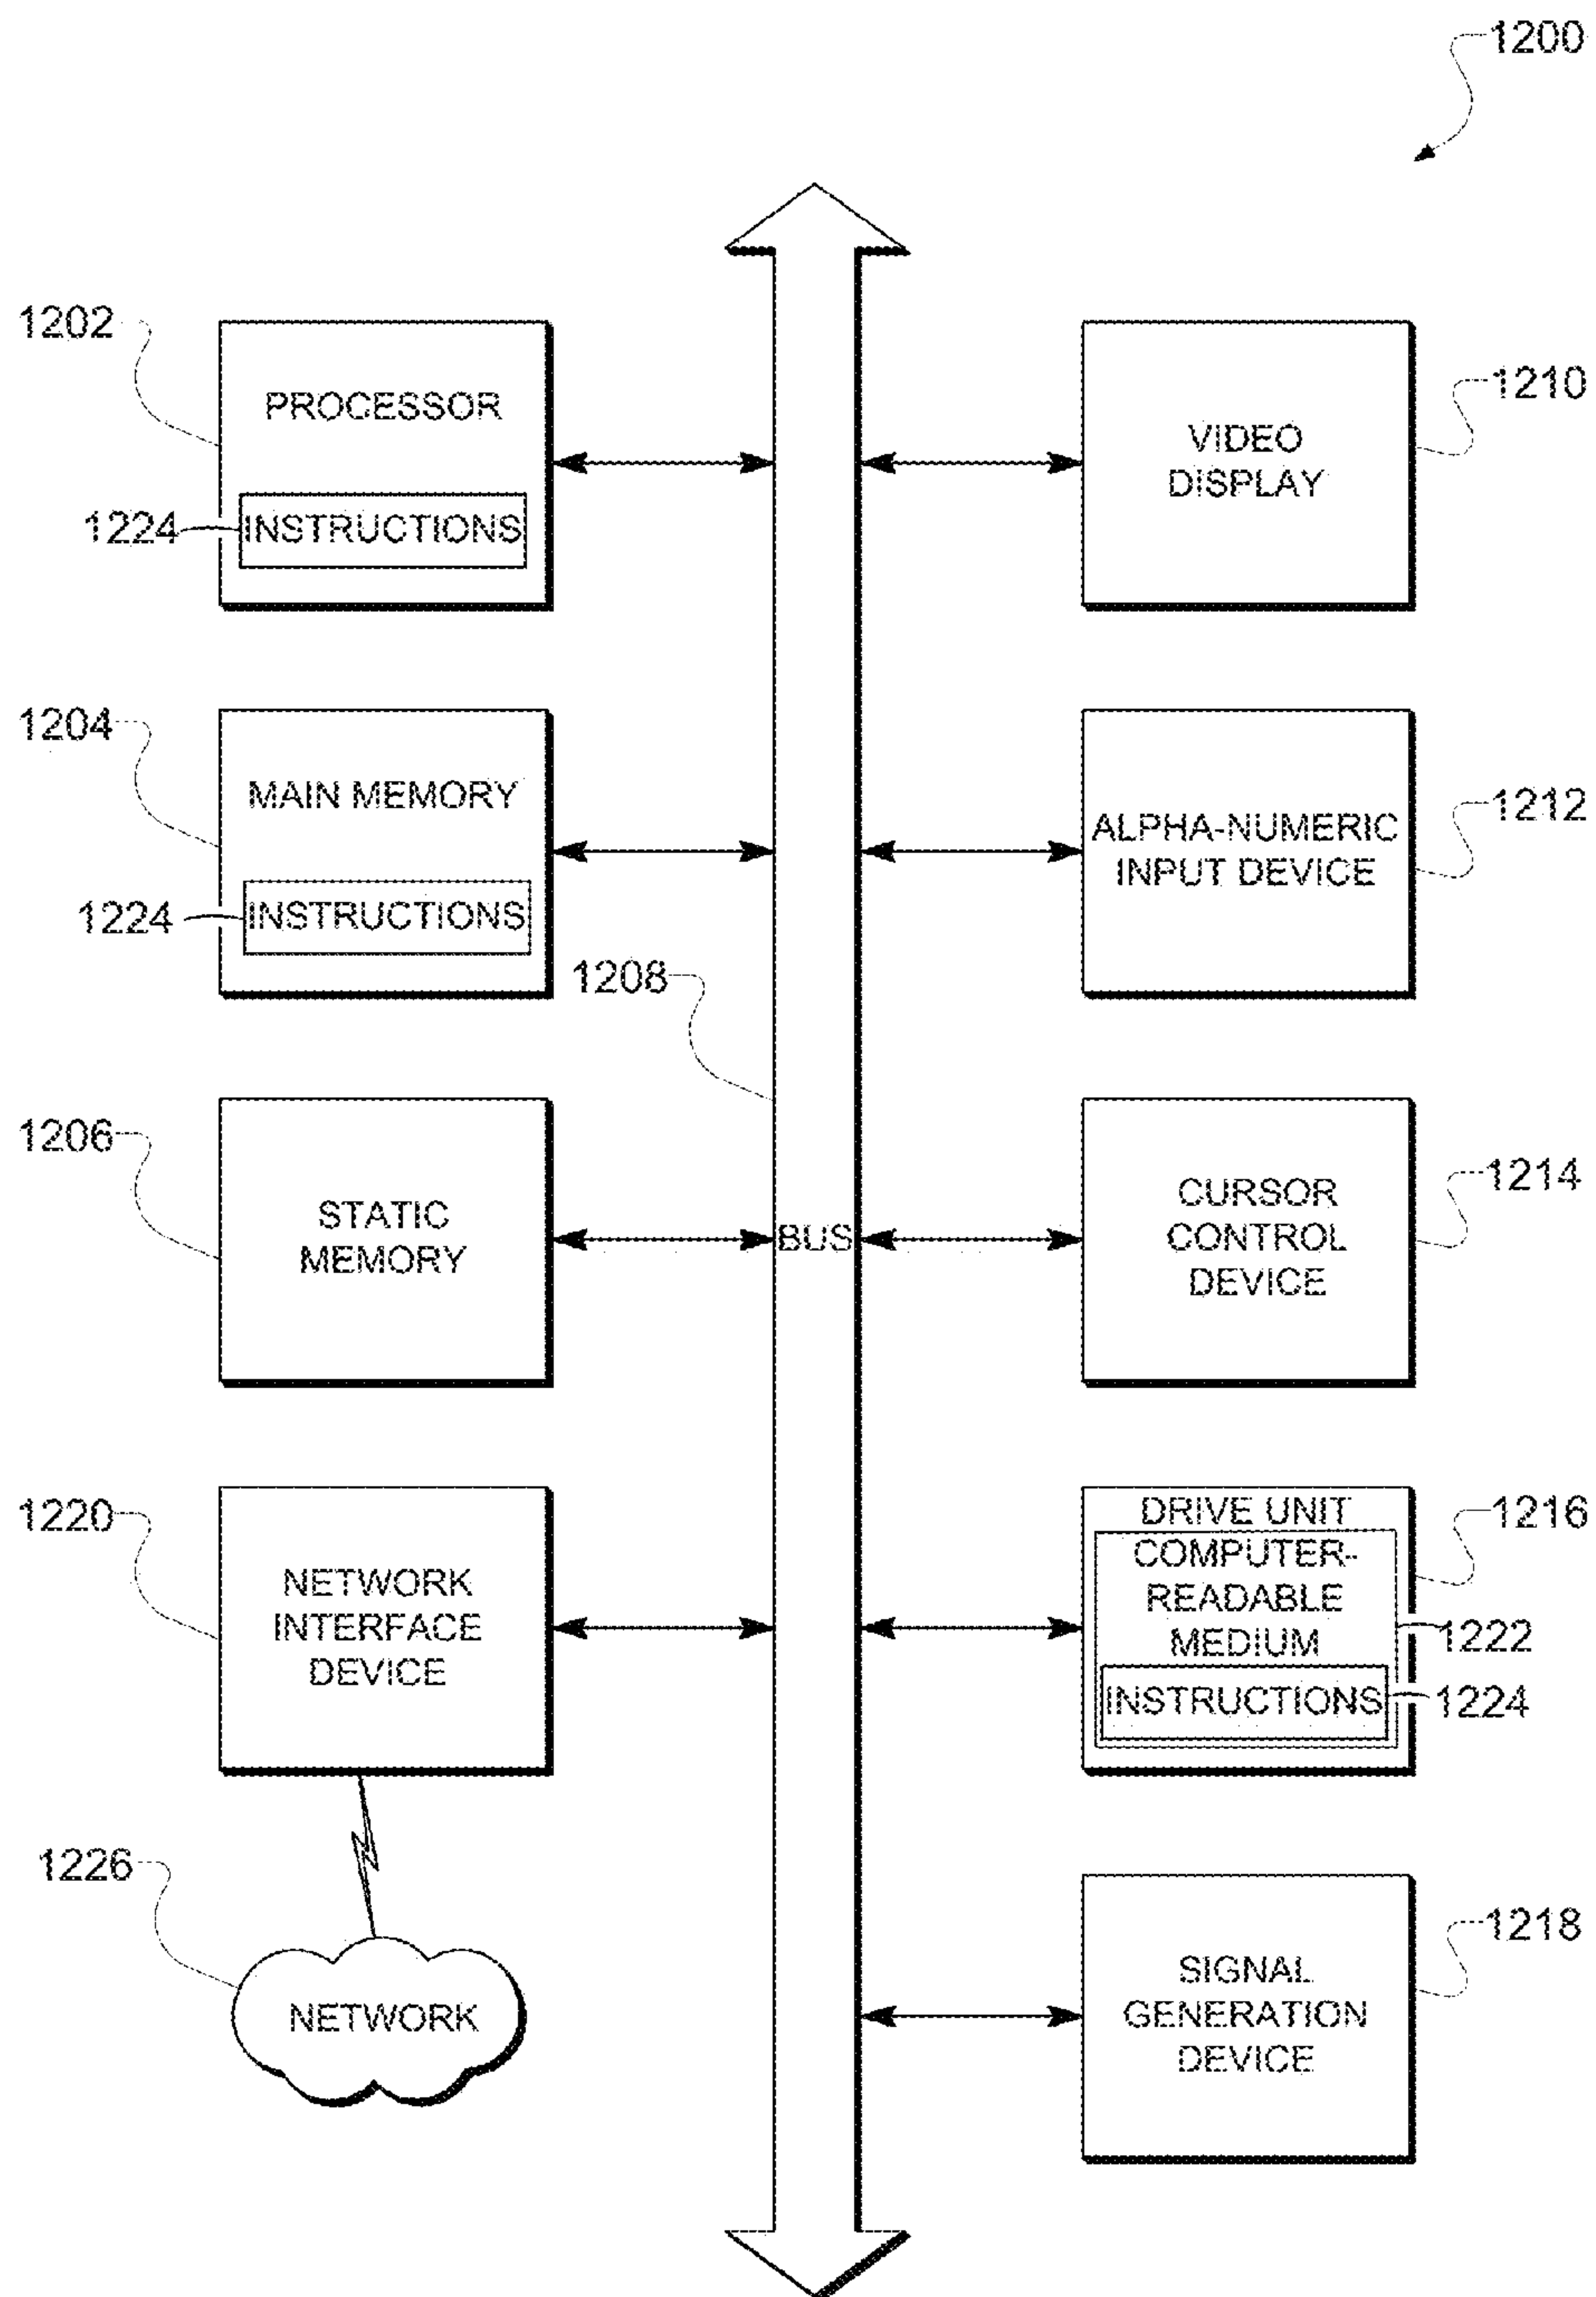 1200
1202
PROCESSOR
1224
INSTRUCTIONS
1210
VIDEO
DISPLAY
1204
MAIN MEMORY
1224
INSTRUCTIONS
1212
ALPHA-NUMERIC
INPUT DEVICE
1208
1206
STATIC
MEMORY
BUS
1214
CURSOR
CONTROL
DEVICE
1220
NETWORK
INTERFACE
DEVICE
1216
DRIVE UNIT
COMPUTER-
READABLE
MEDIUM
1222
INSTRUCTIONS
1224
1226
NETWORK
1218
SIGNAL
GENERATION
DEVICE